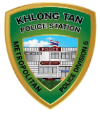 KHLONG TAN
POLICE STATION
METROPOLITAN
POLICE DIVISION 5